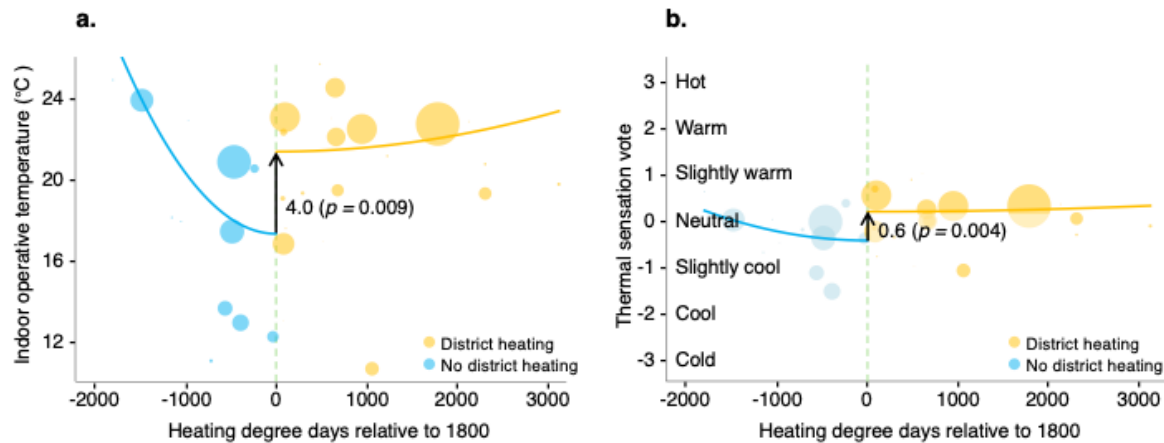 a.
Indoor operative temperature (°C)
24
20
16
12
4.0 (p = 0.009)
District heating
No district heating
-2000
-1000
0
1000
2000
3000
Heating degree days relative to 1800
b.
Thermal sensation vote
3
Hot
2
Warm
1
Slightly warm
0
Neutral
-1
Slightly cool
-2
Cool
-3
Cold
0.6 (p = 0.004)
District heating
No district heating
-2000
-1000
0
1000
2000
3000
Heating degree days relative to 1800